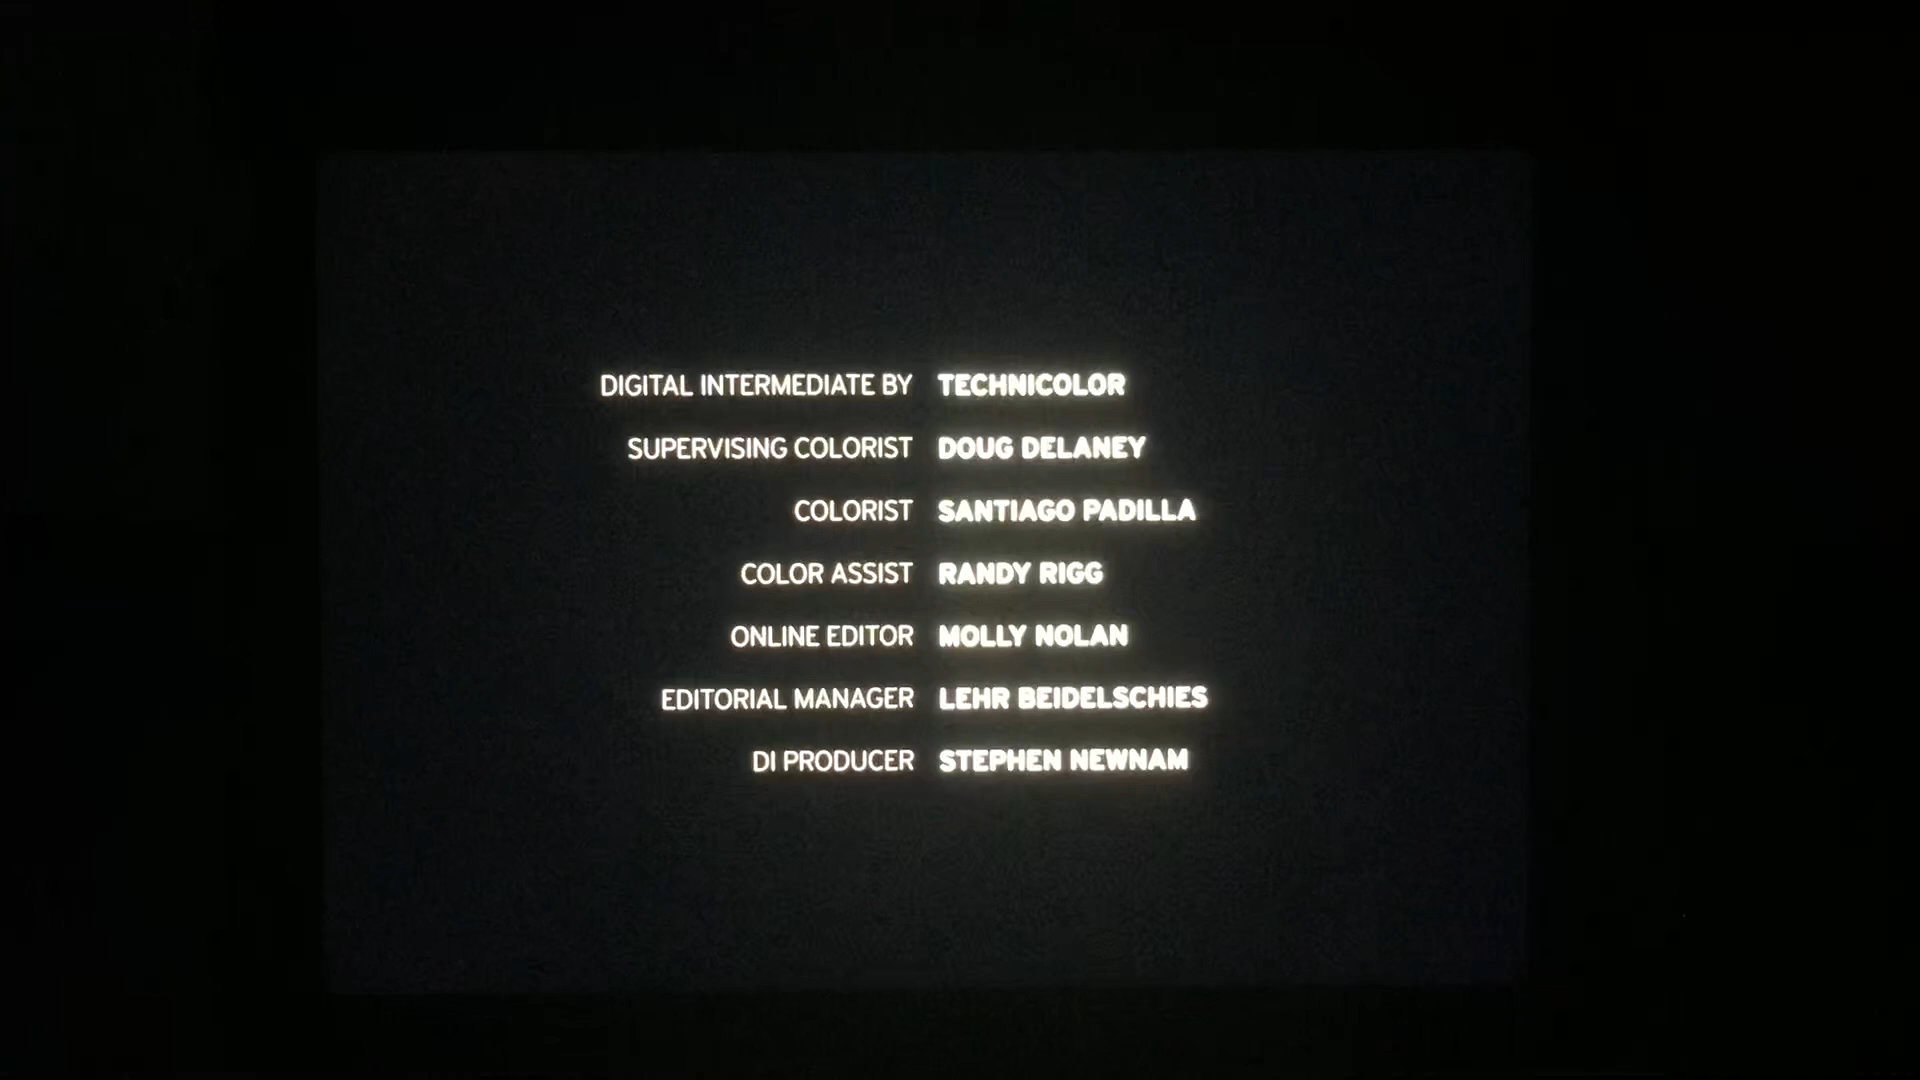 DIGITAL INTERMEDIATE BY TECHNICOLOR
SUPERVISING COLORIST DOUG DELANEY
COLORIST SANTIAGO PADILLA
COLOR ASSIST RANDY RIGG
ONLINE EDITOR MOLLY NOLAN
EDITORIAL MANAGER LEHR BEIDELSCHIES
DI PRODUCER STEPHEN NEWNAM